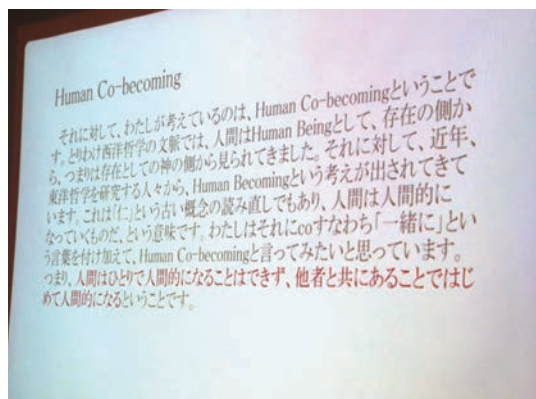 Human Co-becoming
それに対して、わたしが考えているのは、Human Co-becomingということで
す。とりわけ西洋哲学の文脈では、人間はHuman Beingとして、存在の側か
ら、つまりは存在としての神の側から見られてきました。それに対して、近年、
東洋哲学を研究する人々から、Human Becomingという考えが出されてきて
います。これは「仁」という古い概念の読み直しでもあり、人間は人間的に
なっていくものだ、という意味です。わたしはそれにcoすなわち「一緒に」とい
う言葉を付け加えて、Human Co-becomingと言ってみたいと思っています。
つまり、人間はひとりで人間的になることはできず、他者と共にあることではじ
めて人間的になるということです。